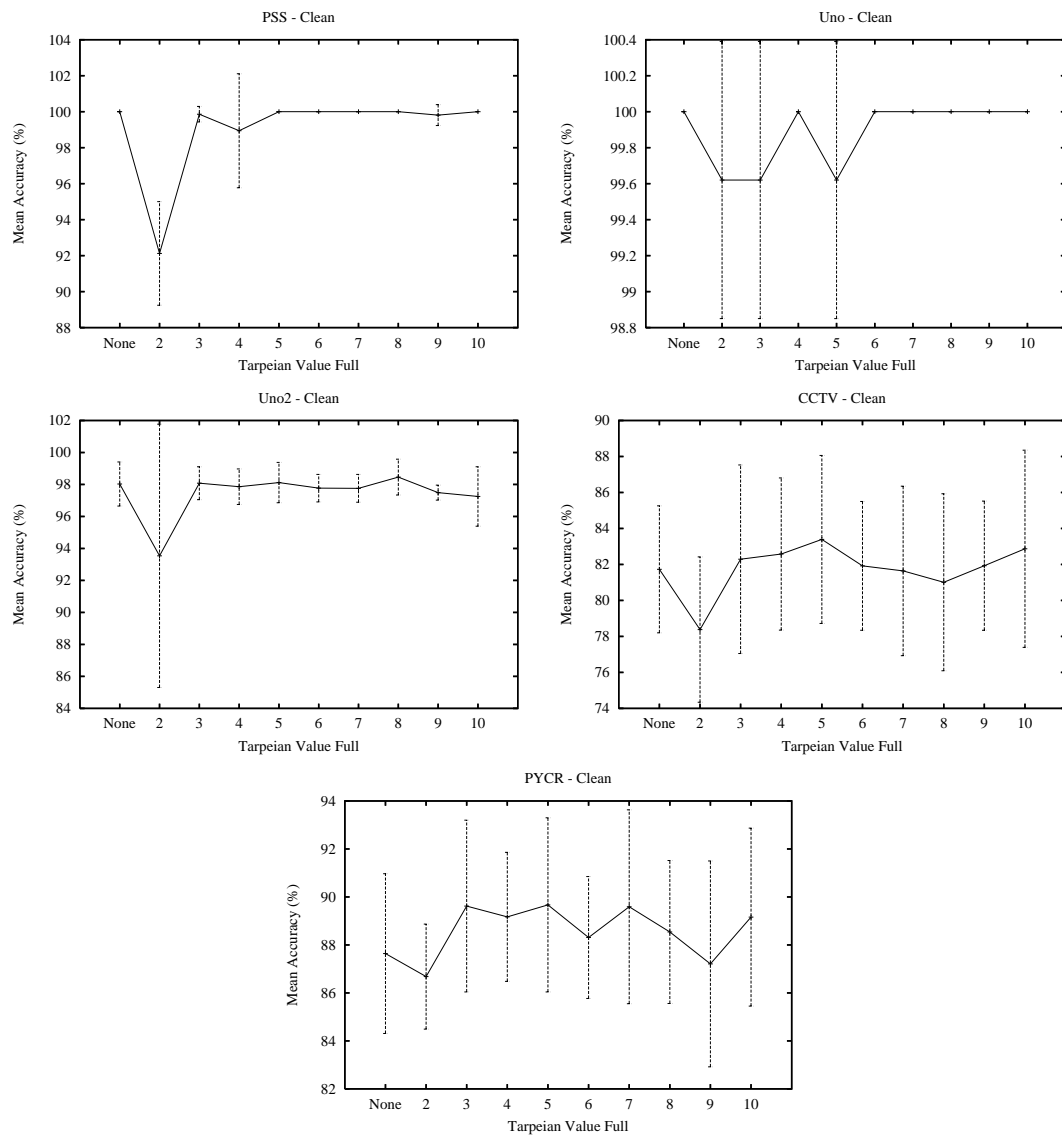 PSS - Clean
104
102
100
98
96
94
92
90
88
Mean Accuracy (%)
None 2 3 4 5 6 7 8 9 10
Tarpeian Value Full
Uno - Clean
100.4
100.2
100
99.8
99.6
99.4
99.2
99
98.8
Mean Accuracy (%)
None 2 3 4 5 6 7 8 9 10
Tarpeian Value Full
Uno2 - Clean
102
100
98
96
94
92
90
88
86
84
Mean Accuracy (%)
None 2 3 4 5 6 7 8 9 10
Tarpeian Value Full
CCTV - Clean
90
88
86
84
82
80
78
76
74
Mean Accuracy (%)
None 2 3 4 5 6 7 8 9 10
Tarpeian Value Full
PYCR - Clean
94
92
90
88
86
84
82
Mean Accuracy (%)
None 2 3 4 5 6 7 8 9 10
Tarpeian Value Full